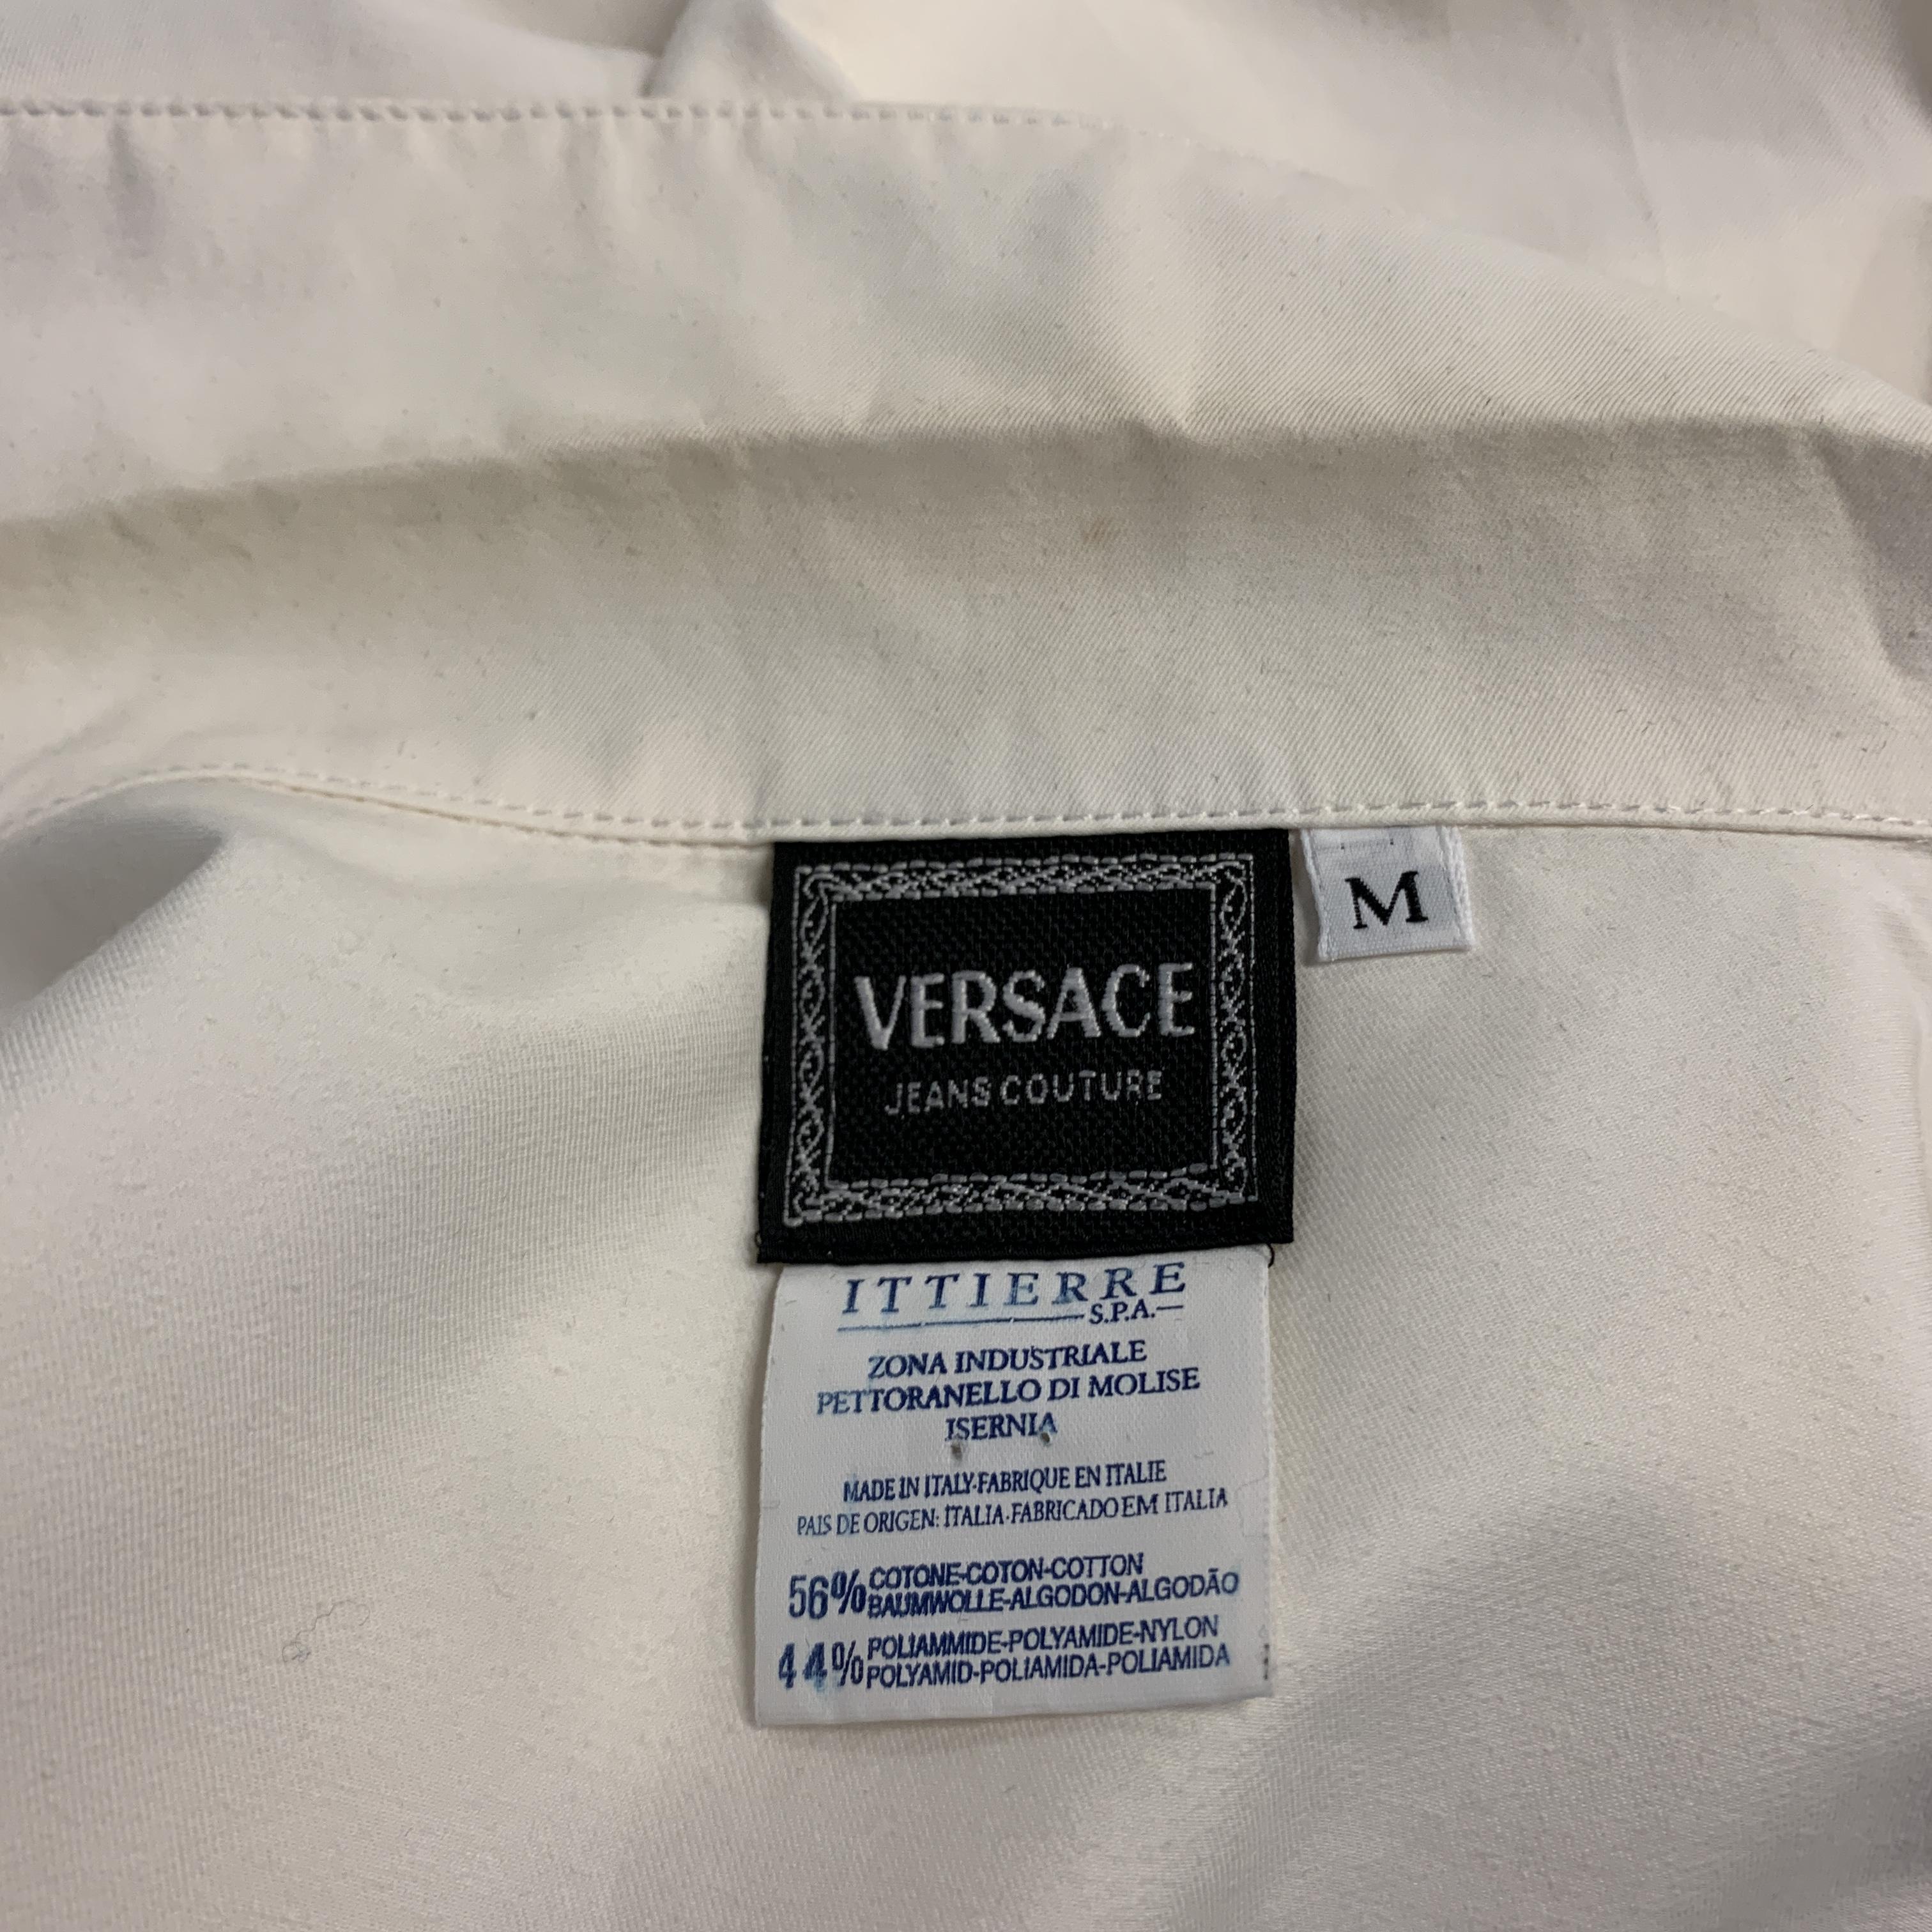 VERSACE
JEANS COUTURE
M
ITTIERRE
S.P.A.
ZONA INDUSTRIALE
PETTORANELLO DI MOLISE
ISERNIA
MADE IN ITALY-FABRIQUE EN ITALIE
PAIS DE ORIGEN: ITALIA-FABRICADO EM ITALIA
56% COTONE-COTON-COTTON
BAUMWOLLE-ALGODON-ALGODÃO
44% POLIAMMIDE-POLYAMIDE-NYLON
POLYAMID-POLIAMIDA-POLIAMIDA